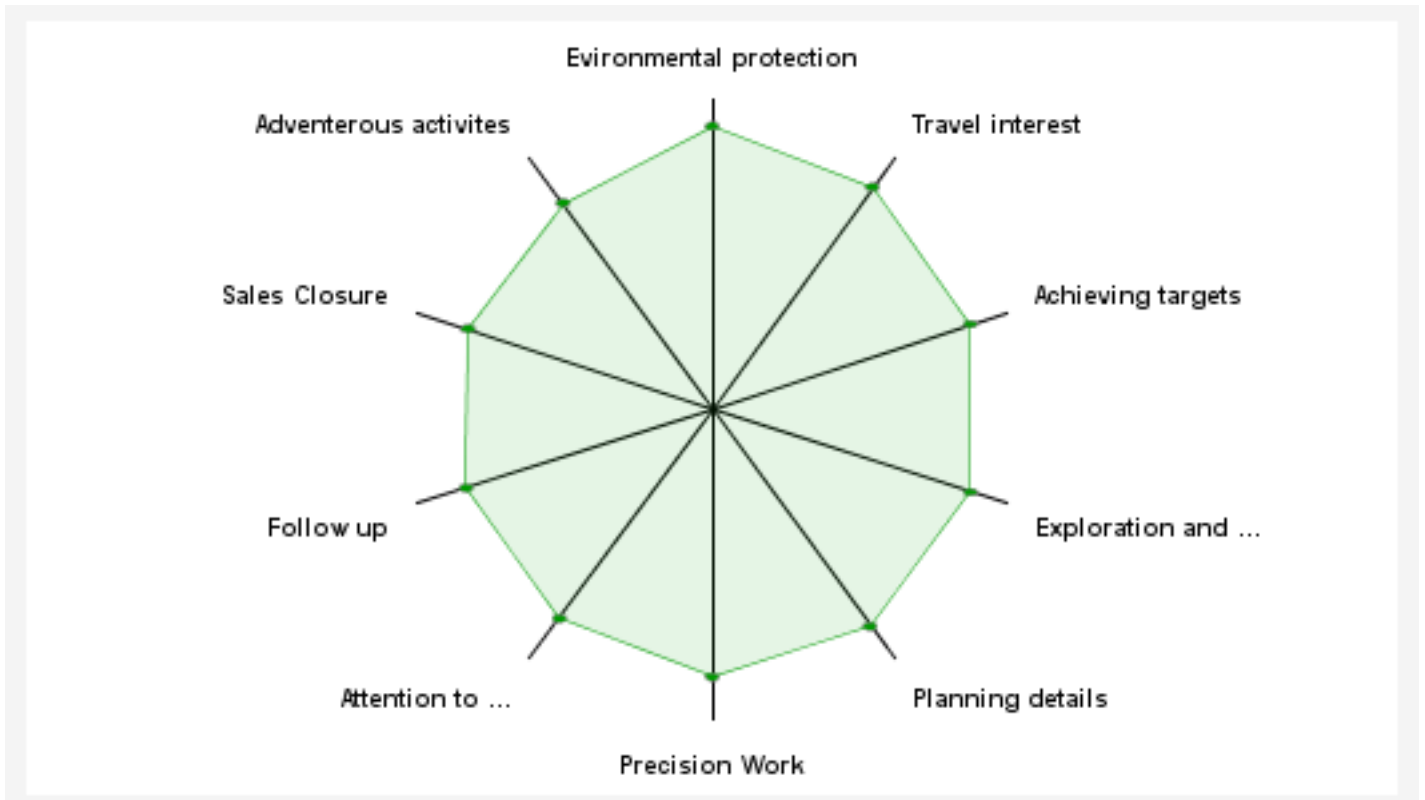 Evironmental protection
Adventerous activites
Travel interest
Sales Closure
Achieving targets
Follow up
Exploration and ...
Attention to ...
Planning details
Precision Work